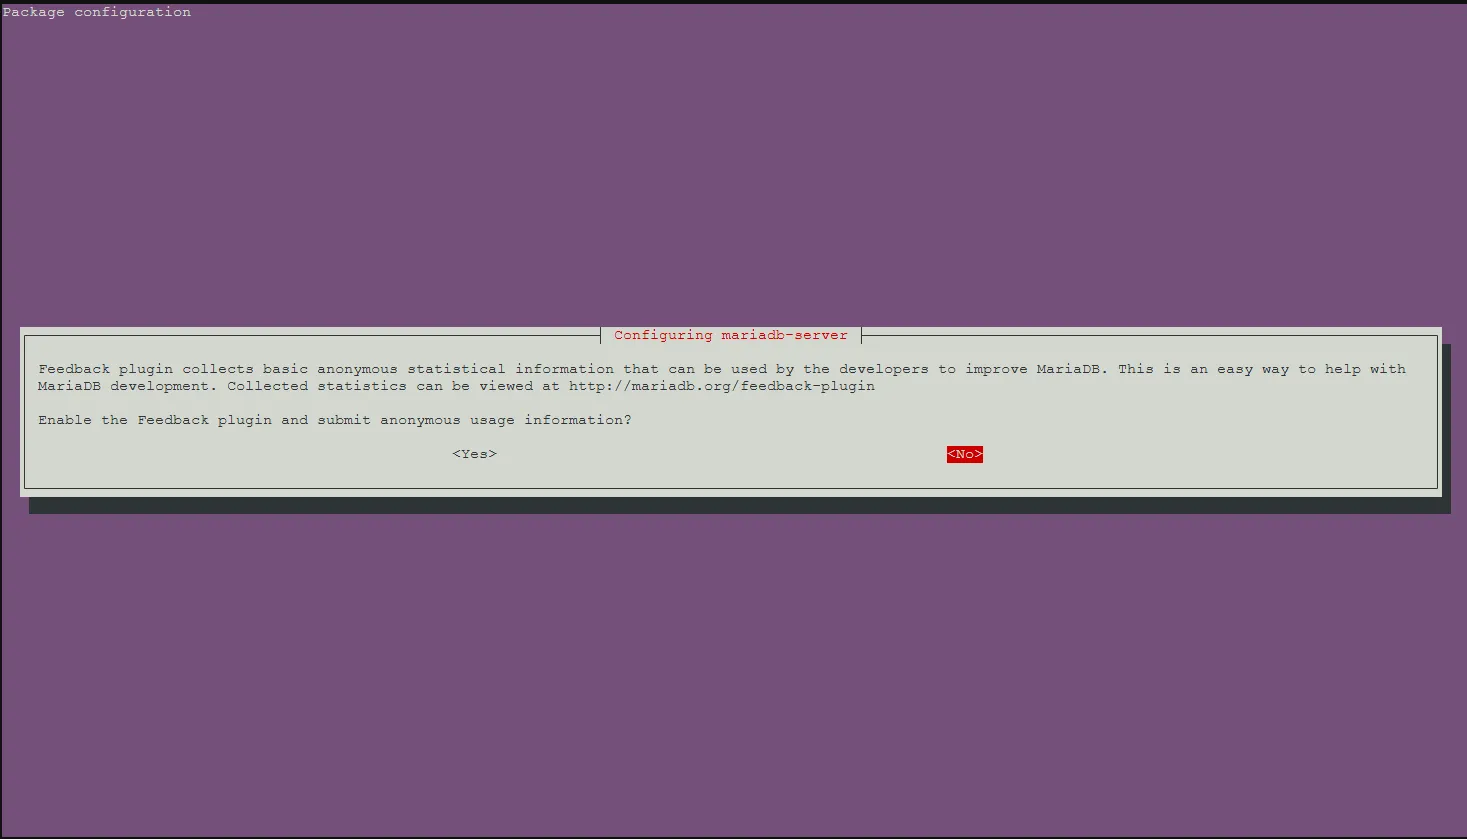 Package configuration
Configuring mariadb-server
Feedback plugin collects basic anonymous statistical information that can be used by the developers to improve MariaDB. This is an easy way to help with
MariaDB development. Collected statistics can be viewed at http://mariadb.org/feedback-plugin
Enable the Feedback plugin and submit anonymous usage information?
<Yes> <No>